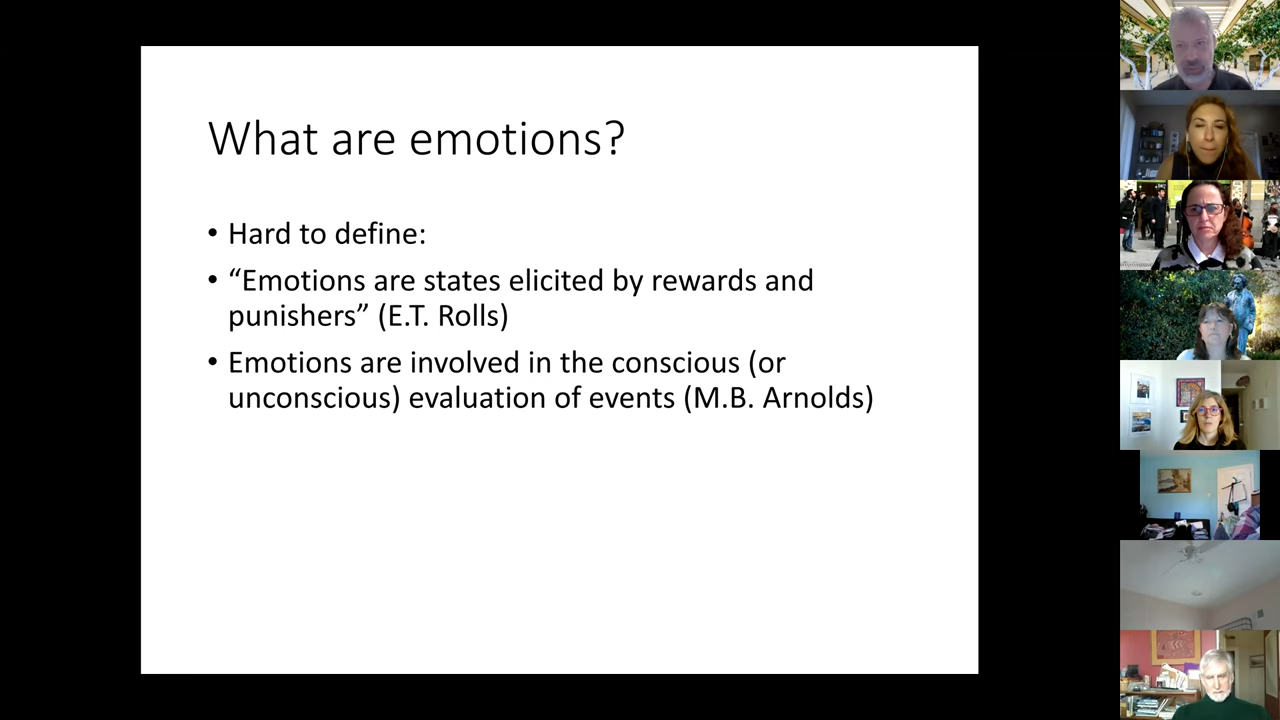 What are emotions?
• Hard to define:
• “Emotions are states elicited by rewards and
punishers” (E.T. Rolls)
• Emotions are involved in the conscious (or
unconscious) evaluation of events (M.B. Arnolds)